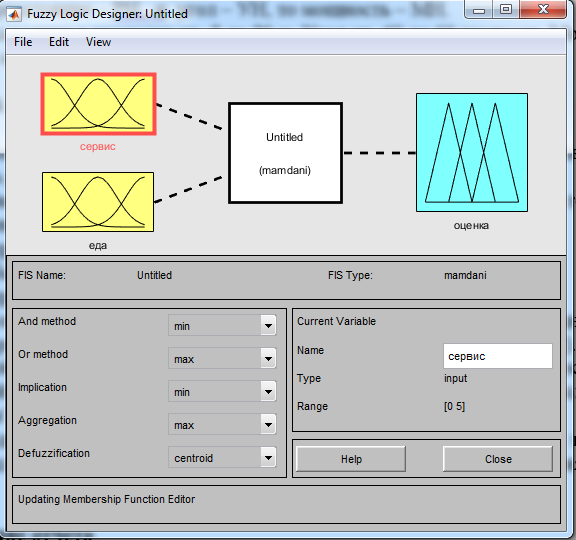 Fuzzy Logic Designer: Untitled
File Edit View
сервис
еда
Untitled
(mamdani)
оценка
FIS Name: Untitled FIS Type: mamdani
And method min
Or method max
Implication min
Aggregation max
Defuzzification centroid
Current Variable
Name сервис
Type input
Range [0 5]
Help Close
Updating Membership Function Editor